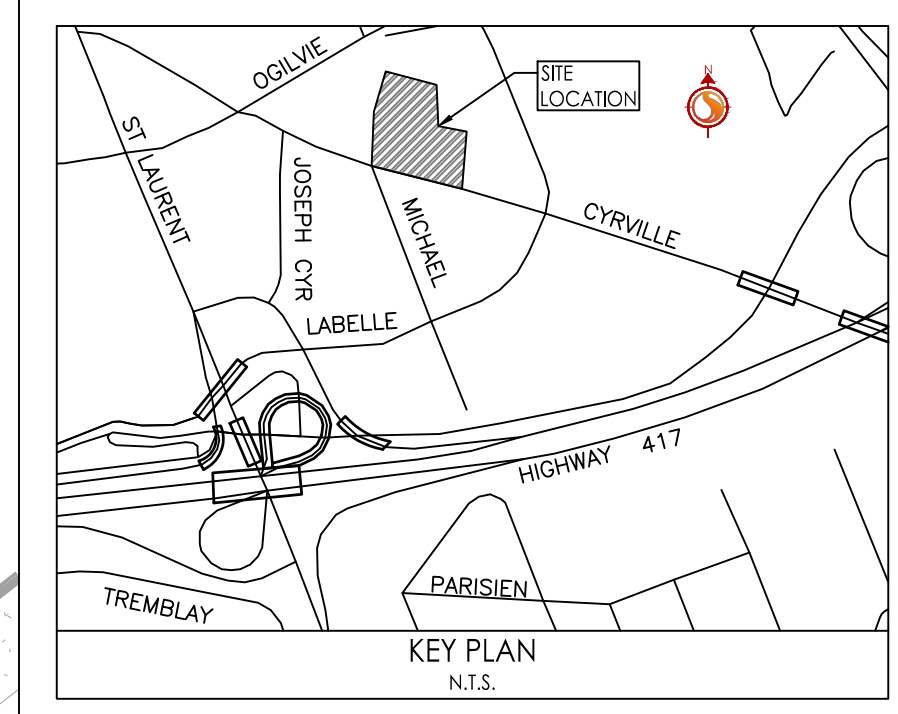 OGILVIE
SITE
LOCATION
N
ST LAURENT
JOSEPH CYR
MICHAEL
CYRVILLE
LABELLE
HIGHWAY 417
PARISIEN
TREMBLAY
KEY PLAN
N.T.S.